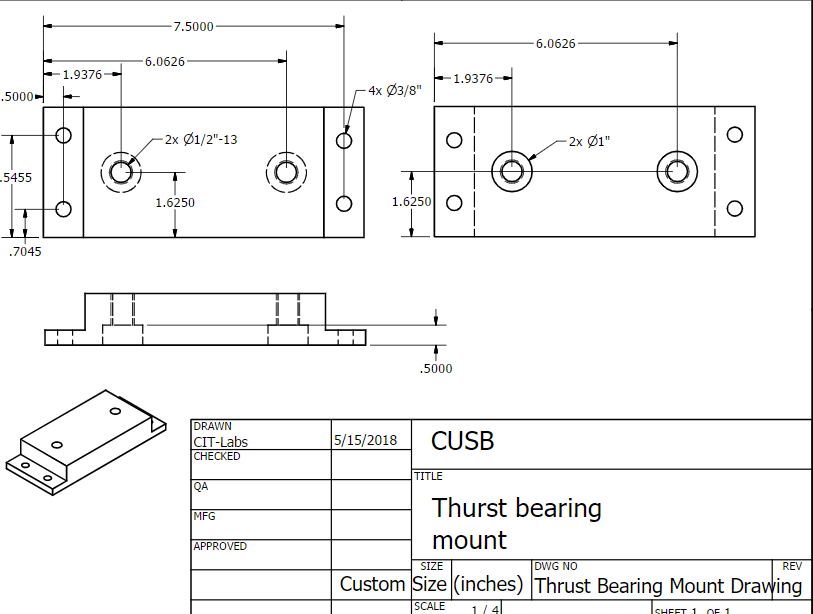 7.5000
6.0626
6.0626
1.9376
1.9376
.5000
4x Ø3/8"
2x Ø1/2"-13
2x Ø1"
.5455
1.6250
1.6250
.7045
.5000
DRAWN
CIT-Labs
5/15/2018
CUSB
CHECKED
TITLE
QA
Thurst bearing
MFG
mount
APPROVED
SIZE
DWG NO
REV
Custom Size (inches)
Thrust Bearing Mount Drawing
SCALE
1 / 4
SHEET 1 OF 1